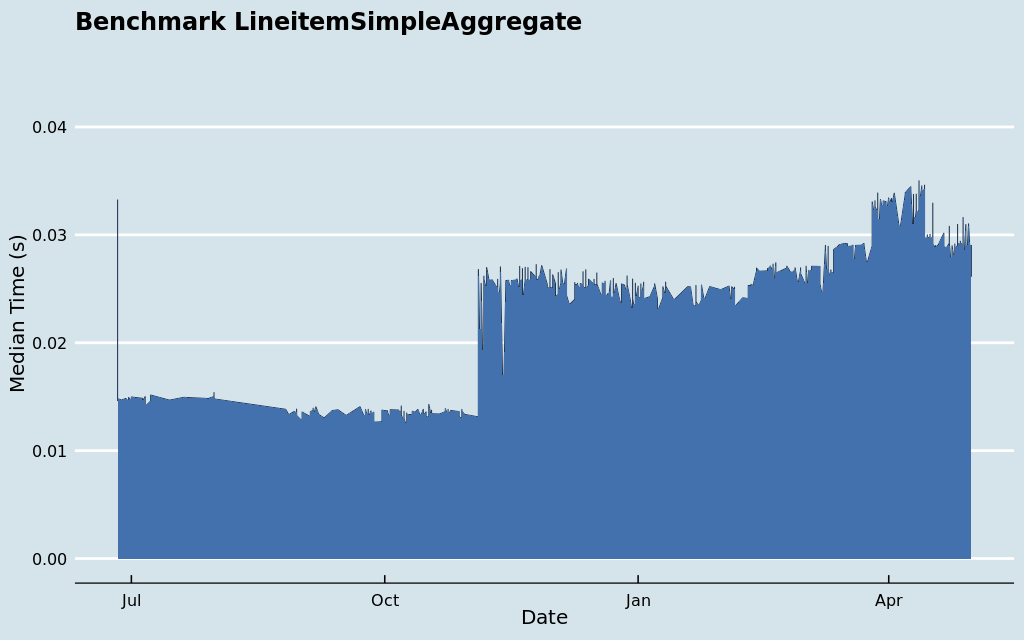 Benchmark LineitemSimpleAggregate
Median Time (s)
0.04
0.03
0.02
0.01
0.00
Jul Oct Jan Apr
Date